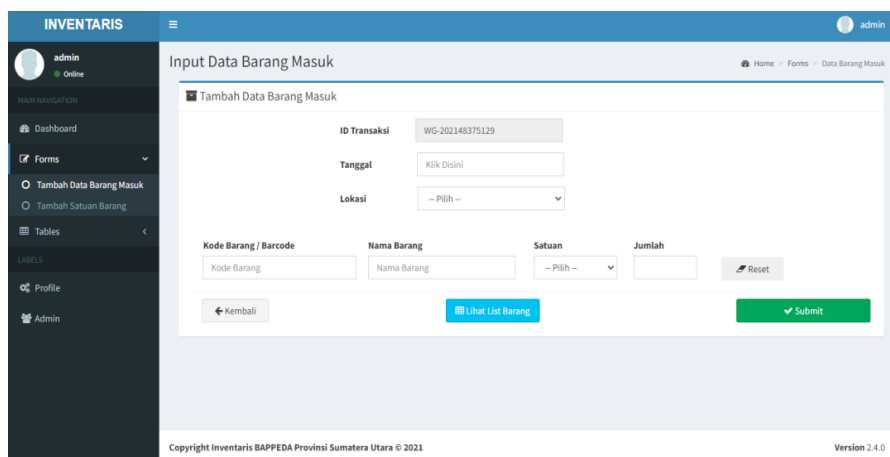 INVENTARIS
admin
admin
Online
MAIN NAVIGATION
Dashboard
Forms
Tambah Data Barang Masuk
Tambah Satuan Barang
Tables
LABELS
Profile
Admin
Input Data Barang Masuk
Home > Forms > Data Barang Masuk
Tambah Data Barang Masuk
ID Transaksi WG-202148375129
Tanggal Klik Disini
Lokasi -- Pilih --
Kode Barang / Barcode Nama Barang Satuan Jumlah
Kode Barang Nama Barang -- Pilih -- Reset
Kembali Lihat List Barang Submit
Copyright Inventaris BAPPEDA Provinsi Sumatera Utara © 2021 Version 2.4.0